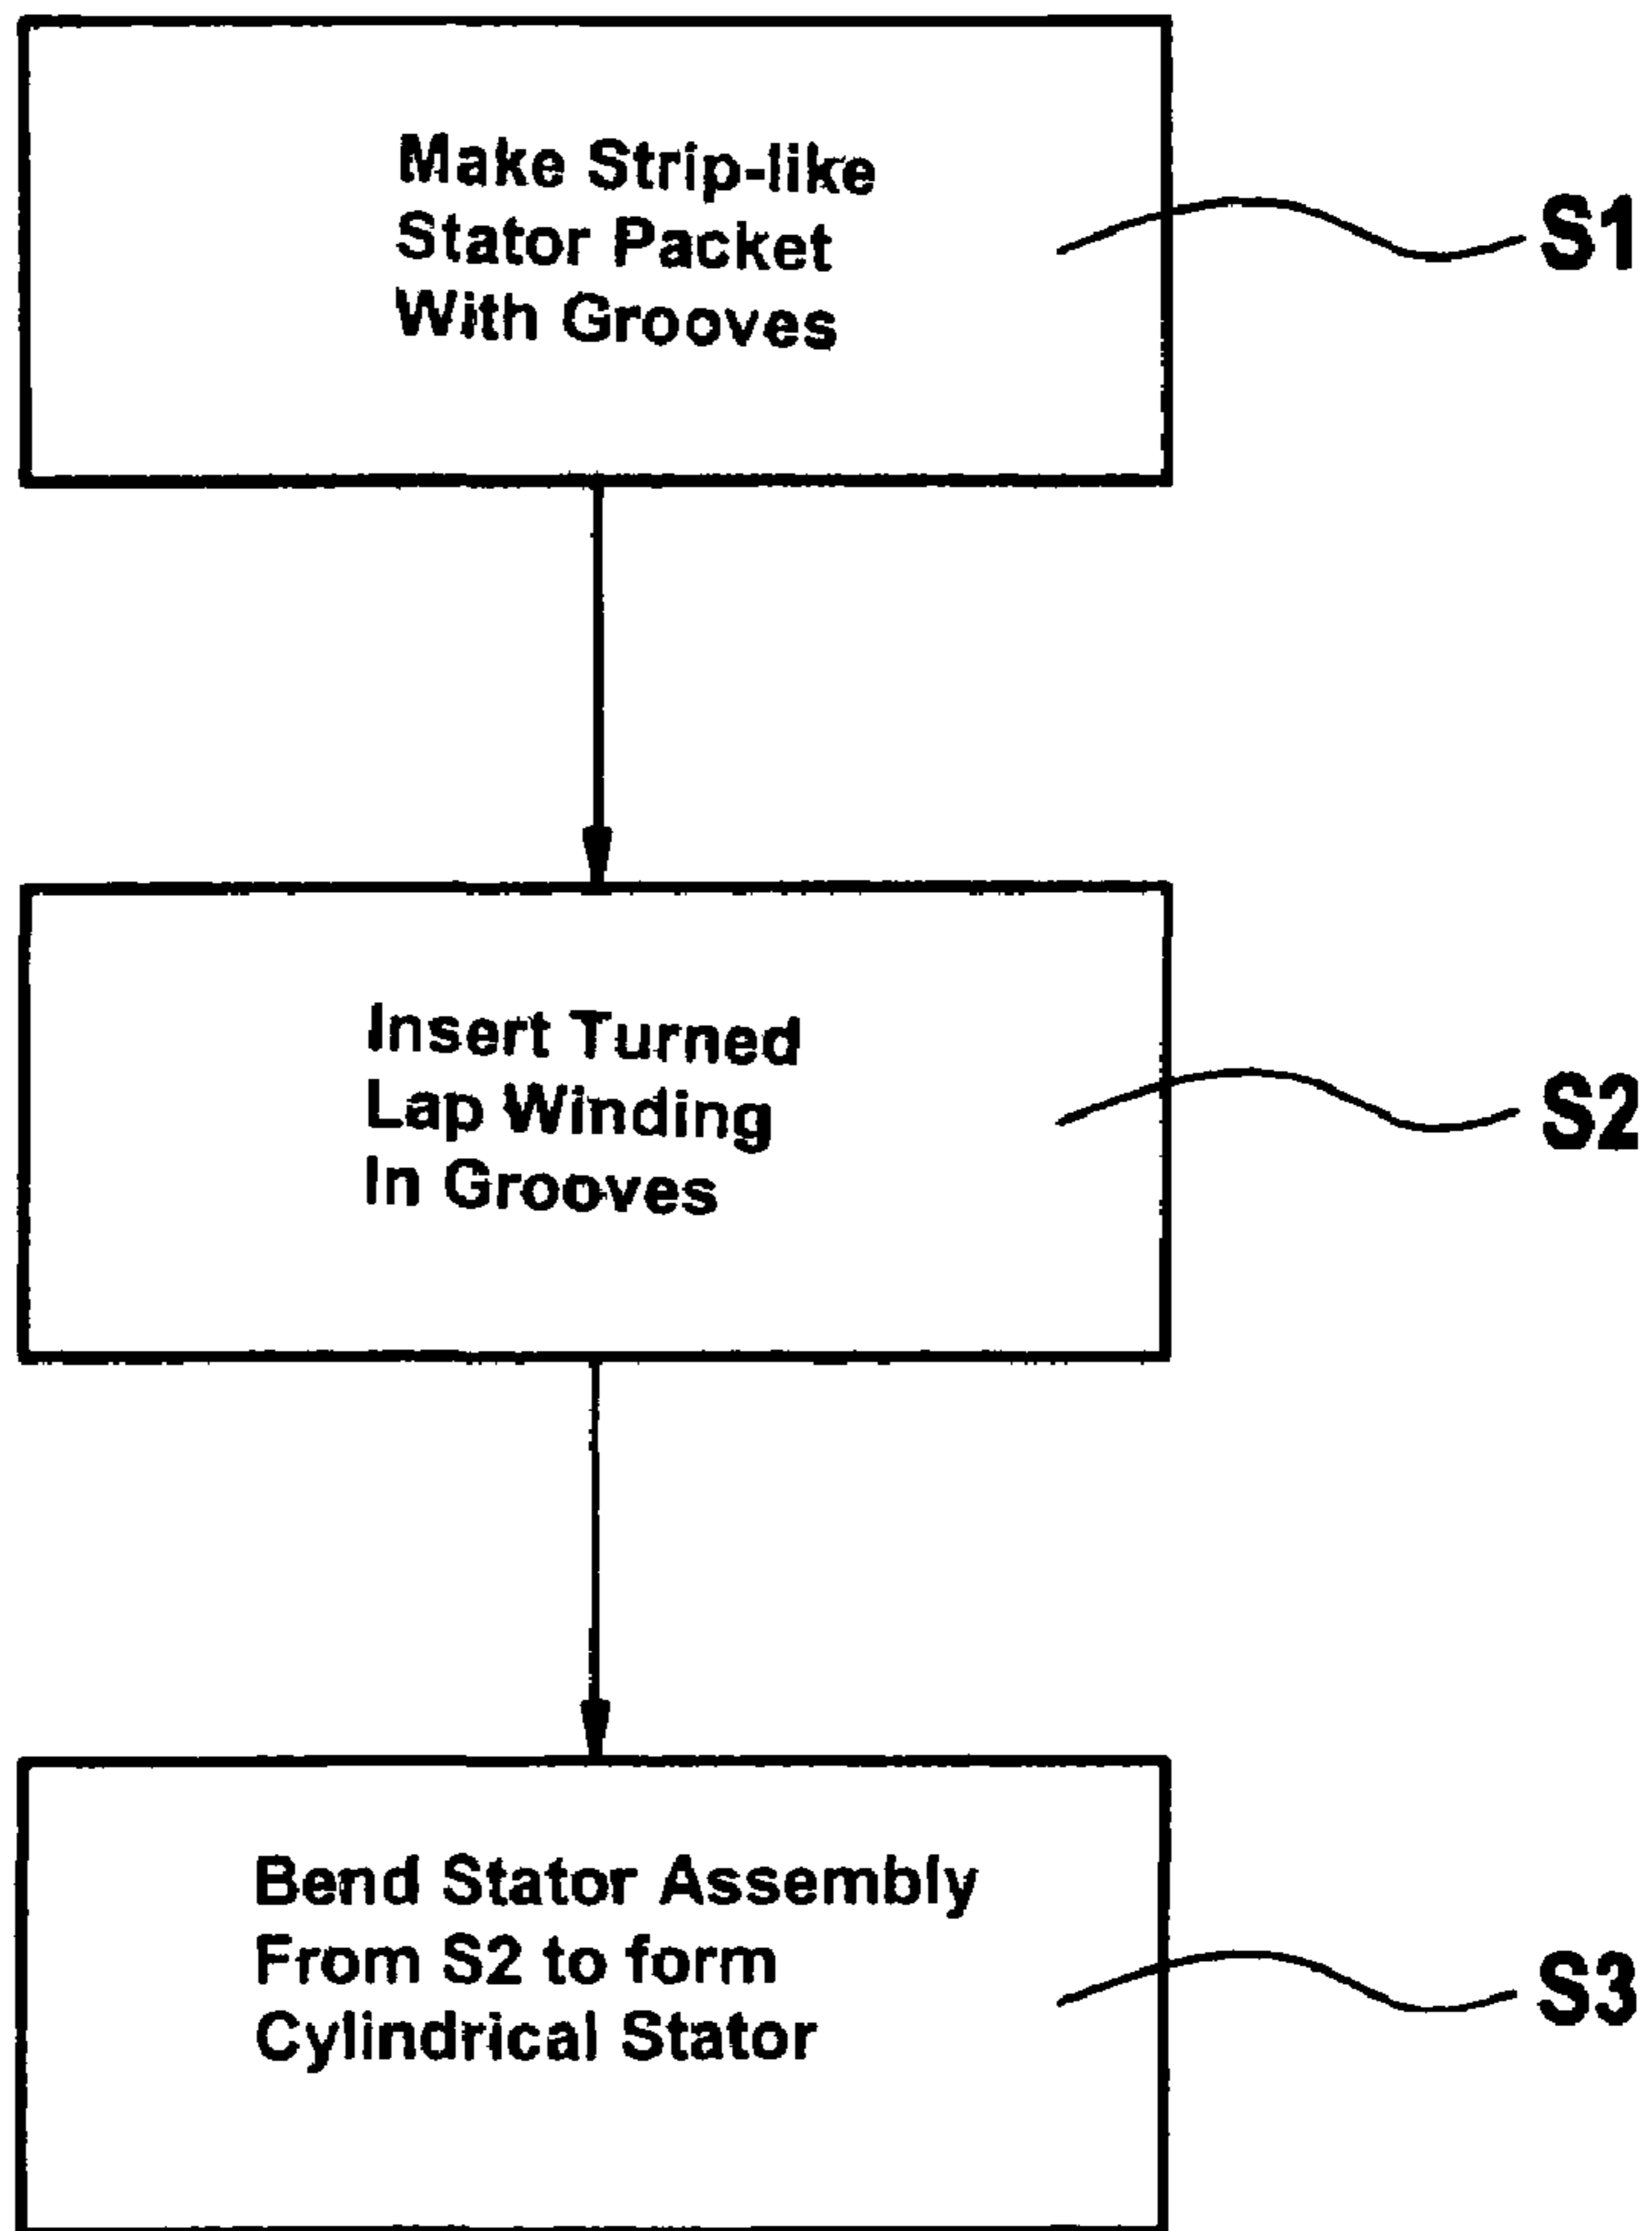 Make Strip-like
Stator Packet
With Grooves
S1
Insert Turned
Lap Winding
In Grooves
S2
Bend Stator Assembly
From S2 to form
Cylindrical Stator
S3